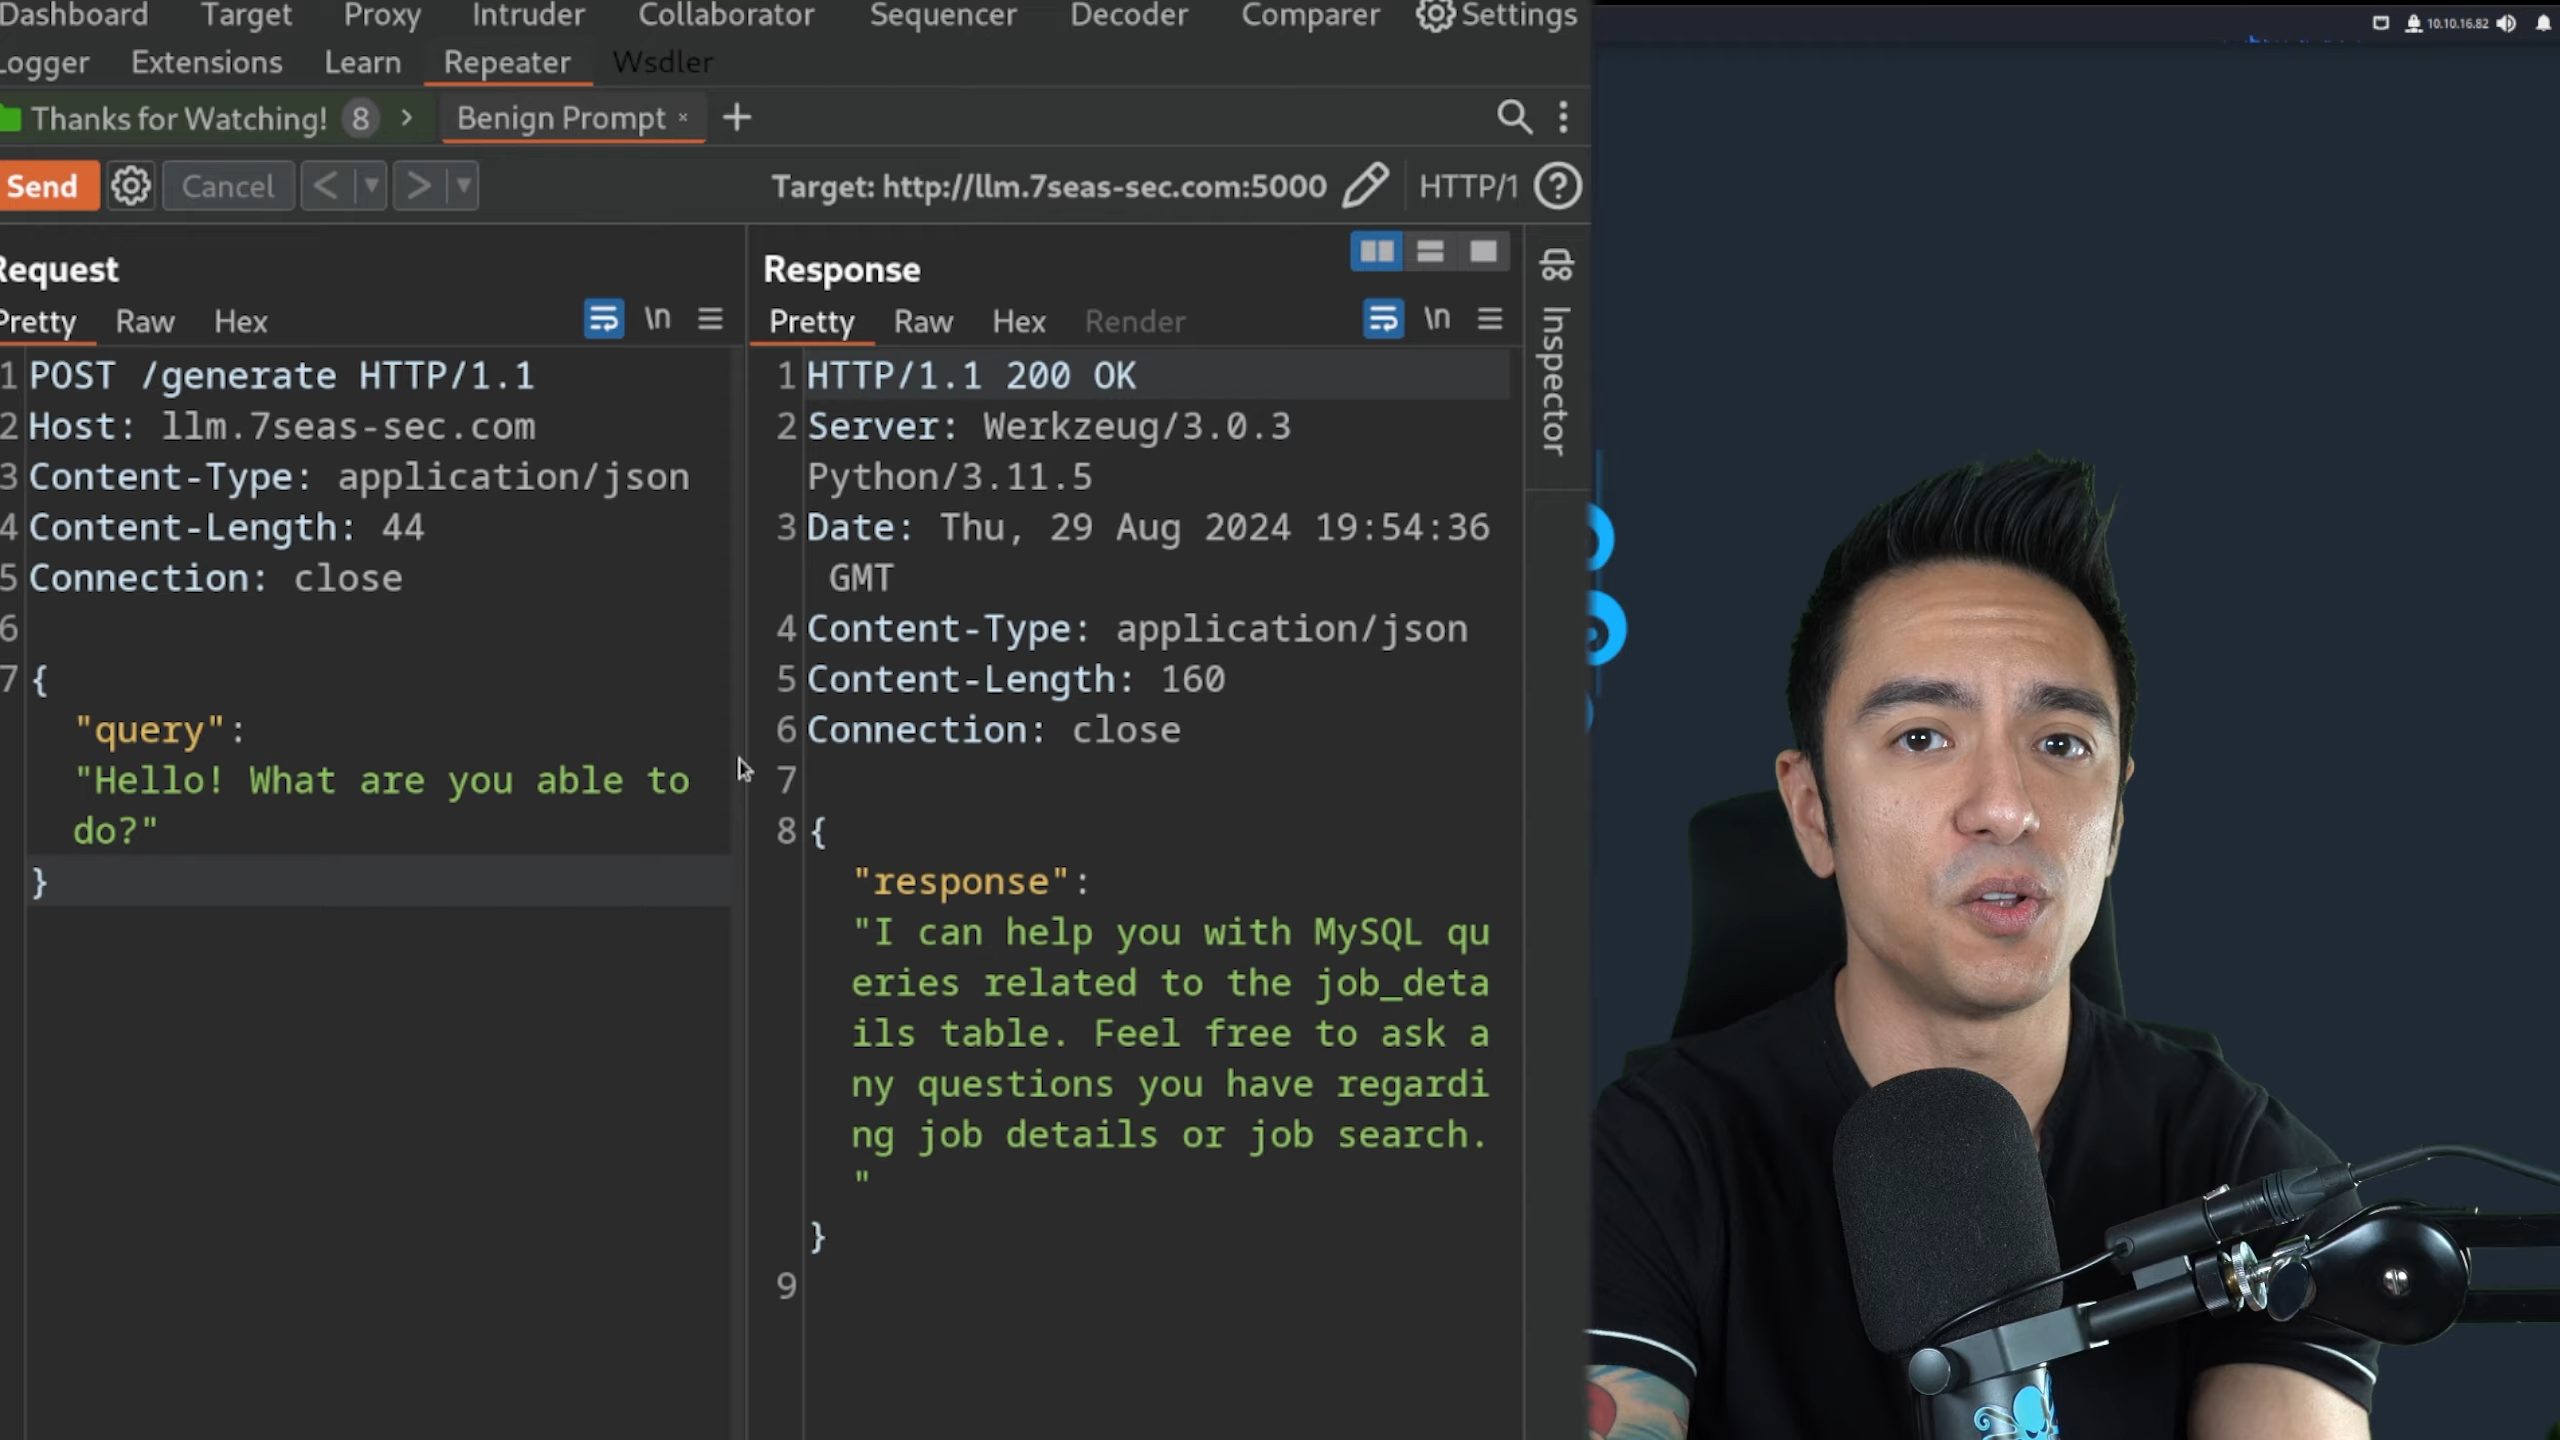 Dashboard Target Proxy Intruder Collaborator Sequencer Decoder Comparer Settings
Logger Extensions Learn Repeater Wsdler
Thanks for Watching! 8 > Benign Prompt × +
Send Cancel < > Target: http://llm.7seas-sec.com:5000 HTTP/1 ?
Request
Pretty Raw Hex \n
1 POST /generate HTTP/1.1
2 Host: llm.7seas-sec.com
3 Content-Type: application/json
4 Content-Length: 44
5 Connection: close
6
7 {
"query":
"Hello! What are you able to
do?"
}
Response
Pretty Raw Hex Render \n
1 HTTP/1.1 200 OK
2 Server: Werkzeug/3.0.3
Python/3.11.5
3 Date: Thu, 29 Aug 2024 19:54:36
GMT
4 Content-Type: application/json
5 Content-Length: 160
6 Connection: close
7
8 {
"response":
"I can help you with MySQL qu
eries related to the job_deta
ils table. Feel free to ask a
ny questions you have regardi
ng job details or job search.
"
}
9
Inspector
10.10.16.82